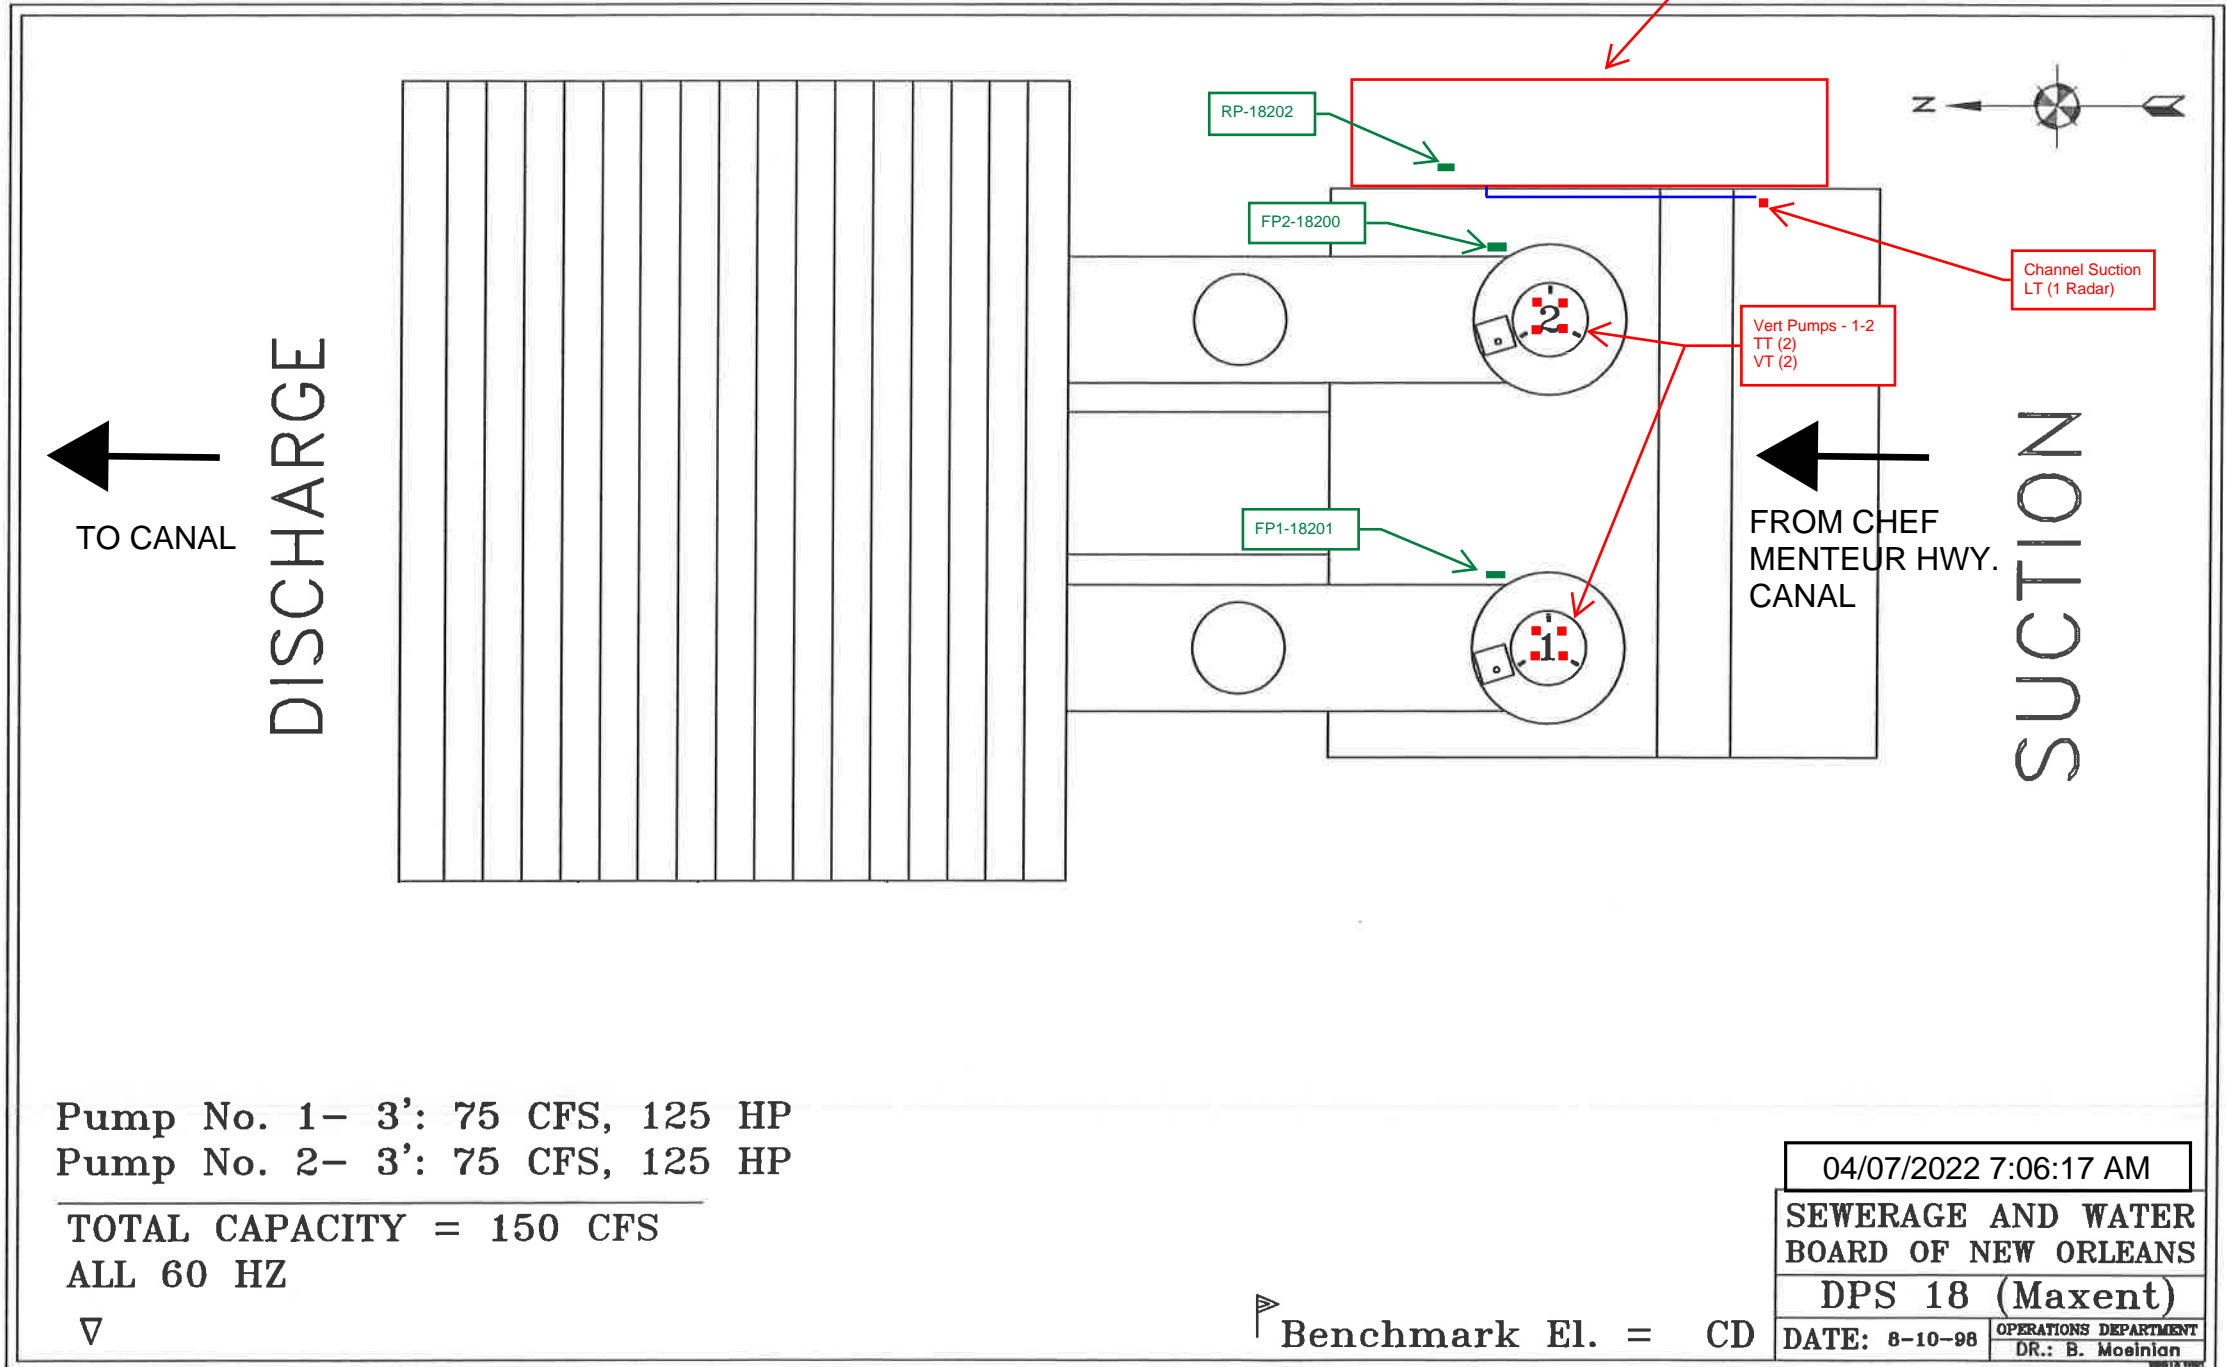 RP-18202
N
FP2-18200
Channel Suction
LT (1 Radar)
2
Vert Pumps - 1-2
TT (2)
VT (2)
DISCHARGE
TO CANAL
SUCTION
FROM CHEF
MENTEUR HWY.
CANAL
FP1-18201
1
Pump No. 1- 3': 75 CFS, 125 HP
Pump No. 2- 3': 75 CFS, 125 HP
TOTAL CAPACITY = 150 CFS
ALL 60 HZ
Benchmark El. = CD
04/07/2022 7:06:17 AM
SEWERAGE AND WATER
BOARD OF NEW ORLEANS
DPS 18 (Maxent)
DATE: 8-10-98
OPERATIONS DEPARTMENT
DR.: B. Moeinian